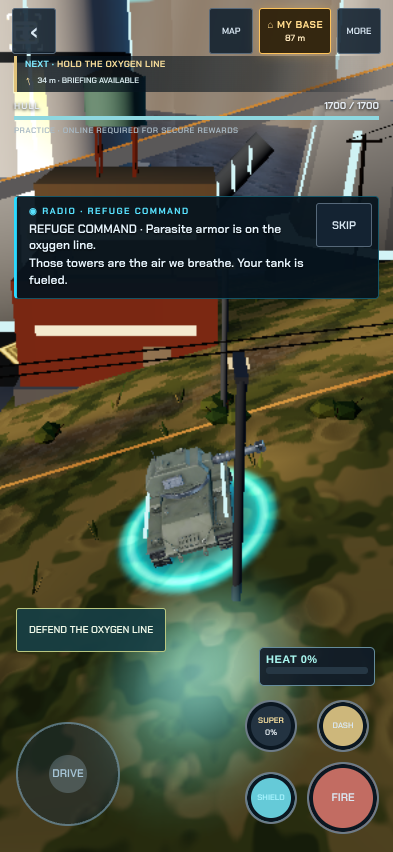 ‹
MAP
⌂ MY BASE
87 m
MORE
NEXT · HOLD THE OXYGEN LINE
34 m · BRIEFING AVAILABLE
HULL
1700 / 1700
PRACTICE · ONLINE REQUIRED FOR SECURE REWARDS
◉ RADIO · REFUGE COMMAND
REFUGE COMMAND · Parasite armor is on the
oxygen line.
Those towers are the air we breathe. Your tank is
fueled.
SKIP
DEFEND THE OXYGEN LINE
HEAT 0%
SUPER
0%
DASH
DRIVE
SHIELD
FIRE